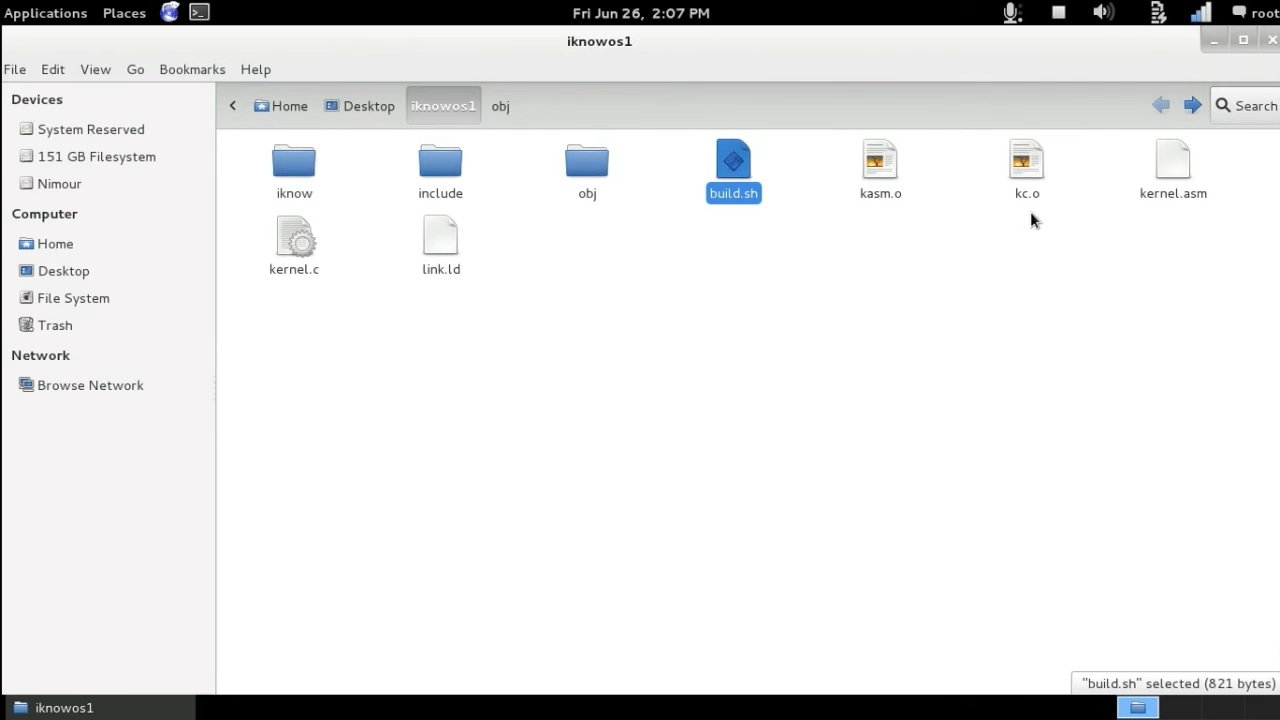 Applications Places Fri Jun 26, 2:07 PM root
iknowos1
File Edit View Go Bookmarks Help
Devices
System Reserved
151 GB Filesystem
Nimour
Computer
Home
Desktop
File System
Trash
Network
Browse Network
Home Desktop iknowos1 obj Search
iknow include obj build.sh kasm.o kc.o kernel.asm
kernel.c link.ld
"build.sh" selected (821 bytes)
iknowos1